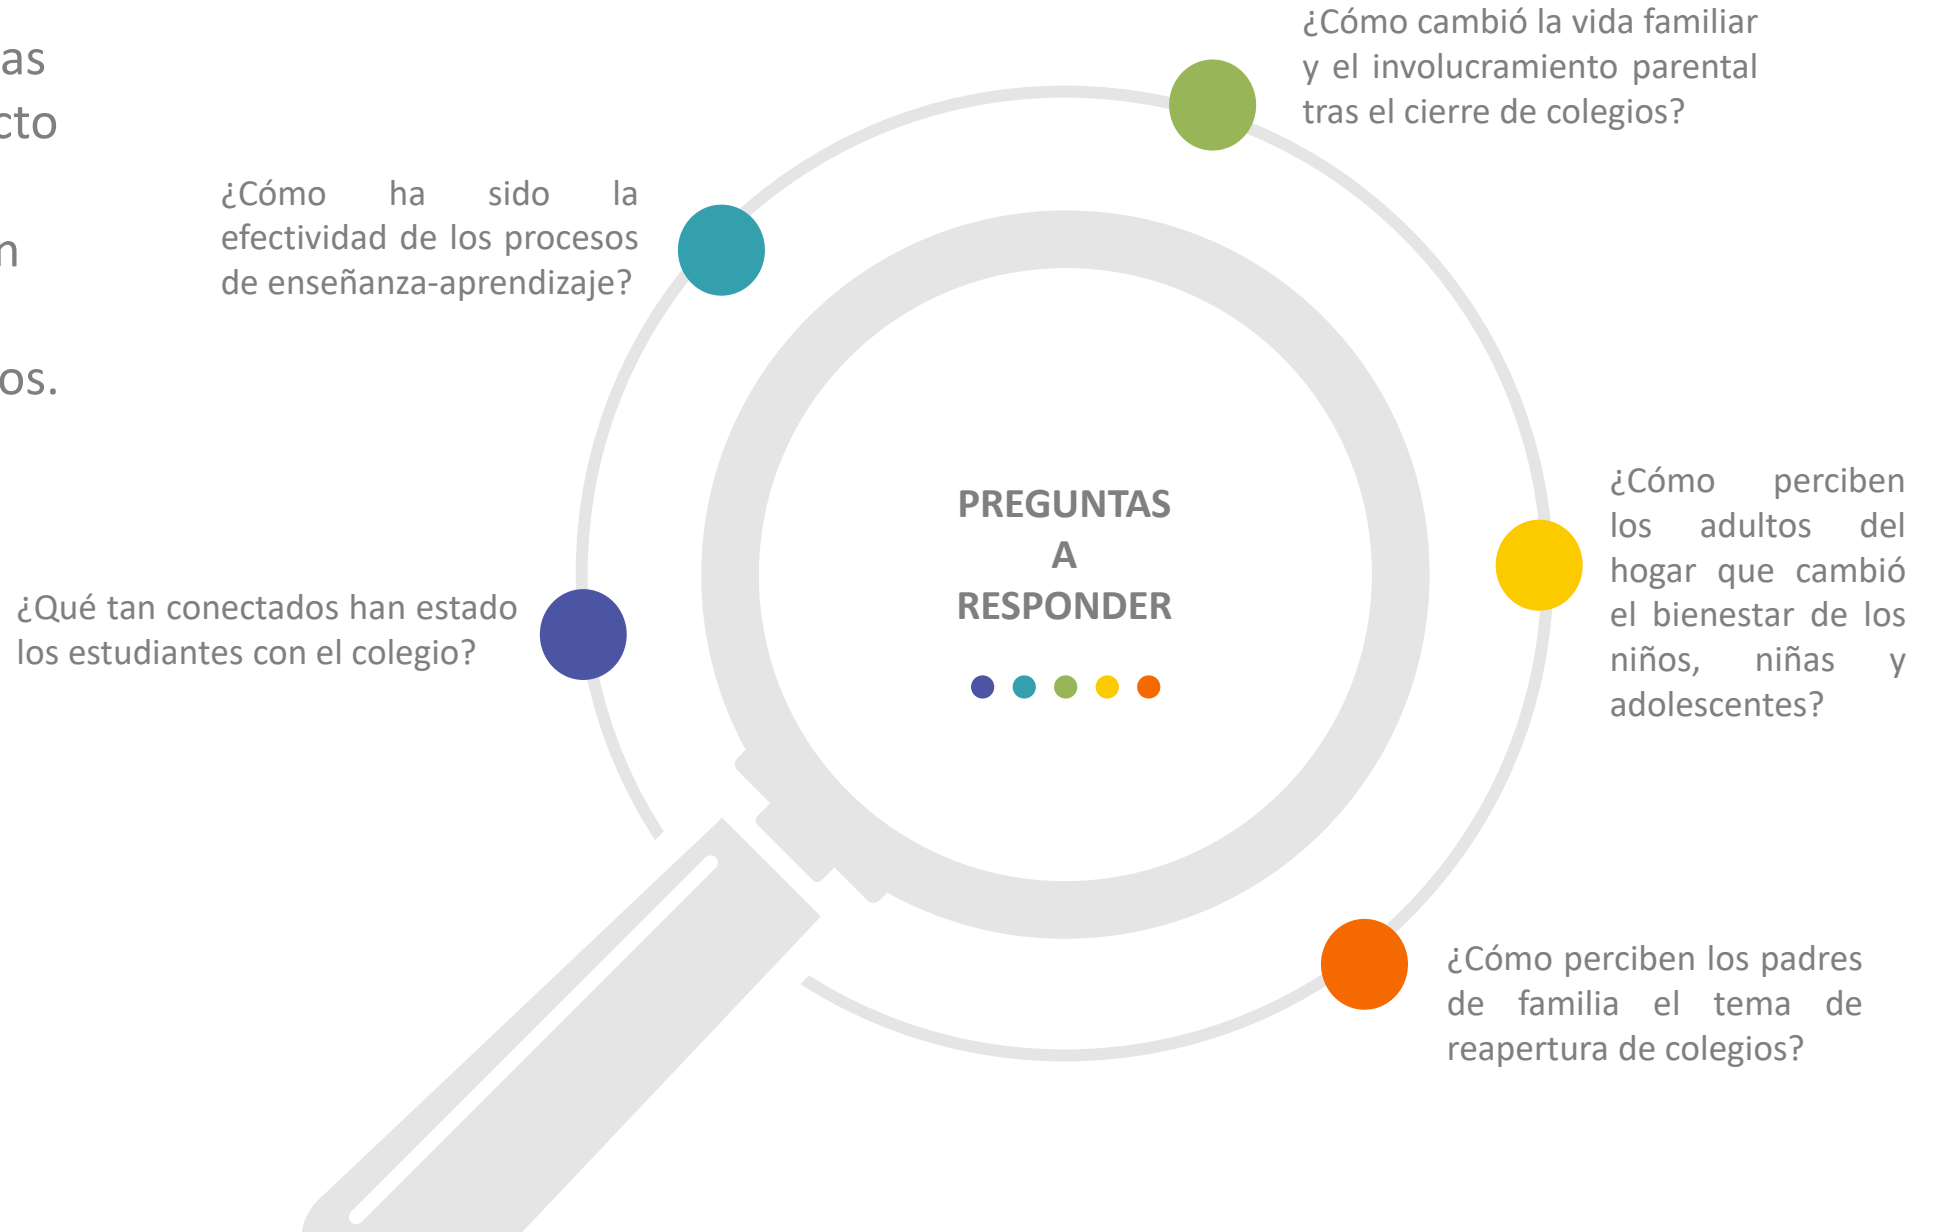 ¿Cómo cambió la vida familiar
y el involucramiento parental
tras el cierre de colegios?
¿Cómo ha sido la
efectividad de los procesos
de enseñanza-aprendizaje?
PREGUNTAS
A
RESPONDER
¿Cómo perciben
los adultos del
hogar que cambió
el bienestar de los
niños, niñas y
adolescentes?
¿Qué tan conectados han estado
los estudiantes con el colegio?
¿Cómo perciben los padres
de familia el tema de
reapertura de colegios?